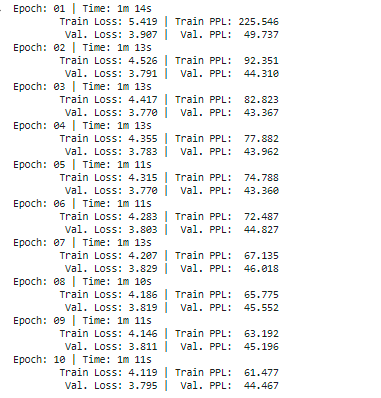 Epoch: 01 | Time: 1m 14s
Train Loss: 5.419 | Train PPL: 225.546
Val. Loss: 3.907 | Val. PPL: 49.737
Epoch: 02 | Time: 1m 13s
Train Loss: 4.526 | Train PPL: 92.351
Val. Loss: 3.791 | Val. PPL: 44.310
Epoch: 03 | Time: 1m 13s
Train Loss: 4.417 | Train PPL: 82.823
Val. Loss: 3.770 | Val. PPL: 43.367
Epoch: 04 | Time: 1m 13s
Train Loss: 4.355 | Train PPL: 77.882
Val. Loss: 3.783 | Val. PPL: 43.962
Epoch: 05 | Time: 1m 11s
Train Loss: 4.315 | Train PPL: 74.788
Val. Loss: 3.770 | Val. PPL: 43.360
Epoch: 06 | Time: 1m 11s
Train Loss: 4.283 | Train PPL: 72.487
Val. Loss: 3.803 | Val. PPL: 44.827
Epoch: 07 | Time: 1m 13s
Train Loss: 4.207 | Train PPL: 67.135
Val. Loss: 3.829 | Val. PPL: 46.018
Epoch: 08 | Time: 1m 10s
Train Loss: 4.186 | Train PPL: 65.775
Val. Loss: 3.819 | Val. PPL: 45.552
Epoch: 09 | Time: 1m 11s
Train Loss: 4.146 | Train PPL: 63.192
Val. Loss: 3.811 | Val. PPL: 45.196
Epoch: 10 | Time: 1m 11s
Train Loss: 4.119 | Train PPL: 61.477
Val. Loss: 3.795 | Val. PPL: 44.467